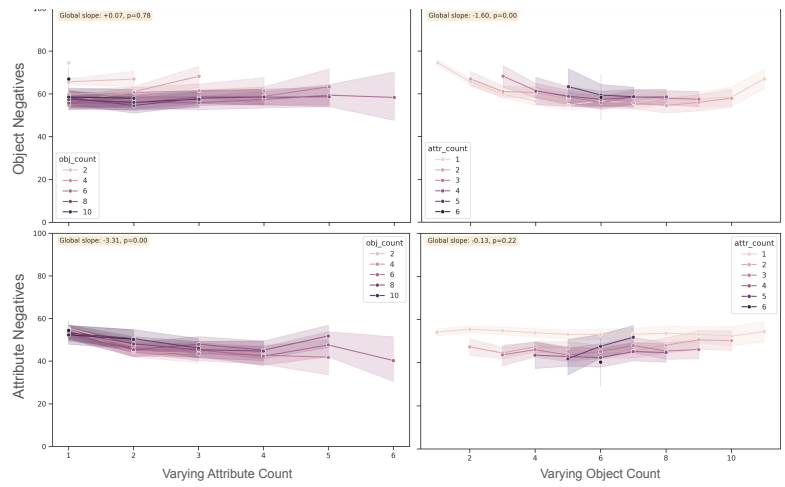 Global slope: +0.07, p=0.78
Global slope: -1.60, p=0.00
Object Negatives
100
80
60
40
20
0
obj_count
2
4
6
8
10
attr_count
1
2
3
4
5
6
Global slope: -3.31, p=0.00
Global slope: -0.13, p=0.22
Attribute Negatives
100
80
60
40
20
0
obj_count
2
4
6
8
10
attr_count
1
2
3
4
5
6
1 2 3 4 5 6
2 4 6 8 10
Varying Attribute Count
Varying Object Count